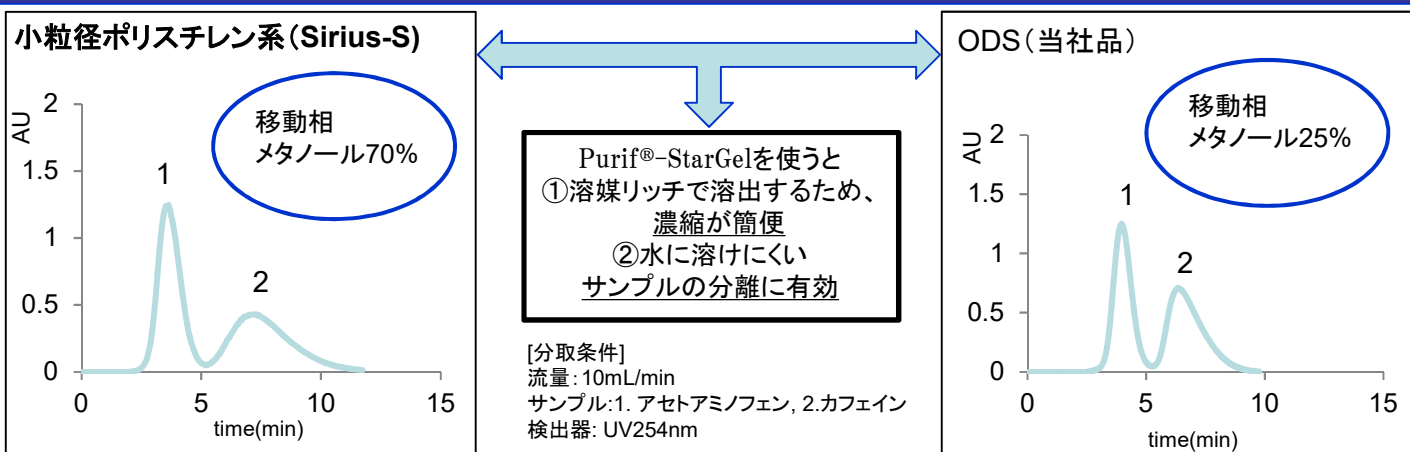 小粒径ポリスチレン系(Sirius-S)
AU
2
1.5
1
0.5
0
0
5
10
15
time(min)
1
2
移動相
メタノール70%
Purif®-StarGelを使うと
①溶媒リッチで溶出するため、
濃縮が簡便
②水に溶けにくい
サンプルの分離に有効
[分取条件]
流量:10mL/min
サンプル:1. アセトアミノフェン, 2.カフェイン
検出器: UV254nm
ODS(当社品)
AU
2
1.5
1
0.5
0
0
5
10
15
time(min)
1
2
移動相
メタノール25%